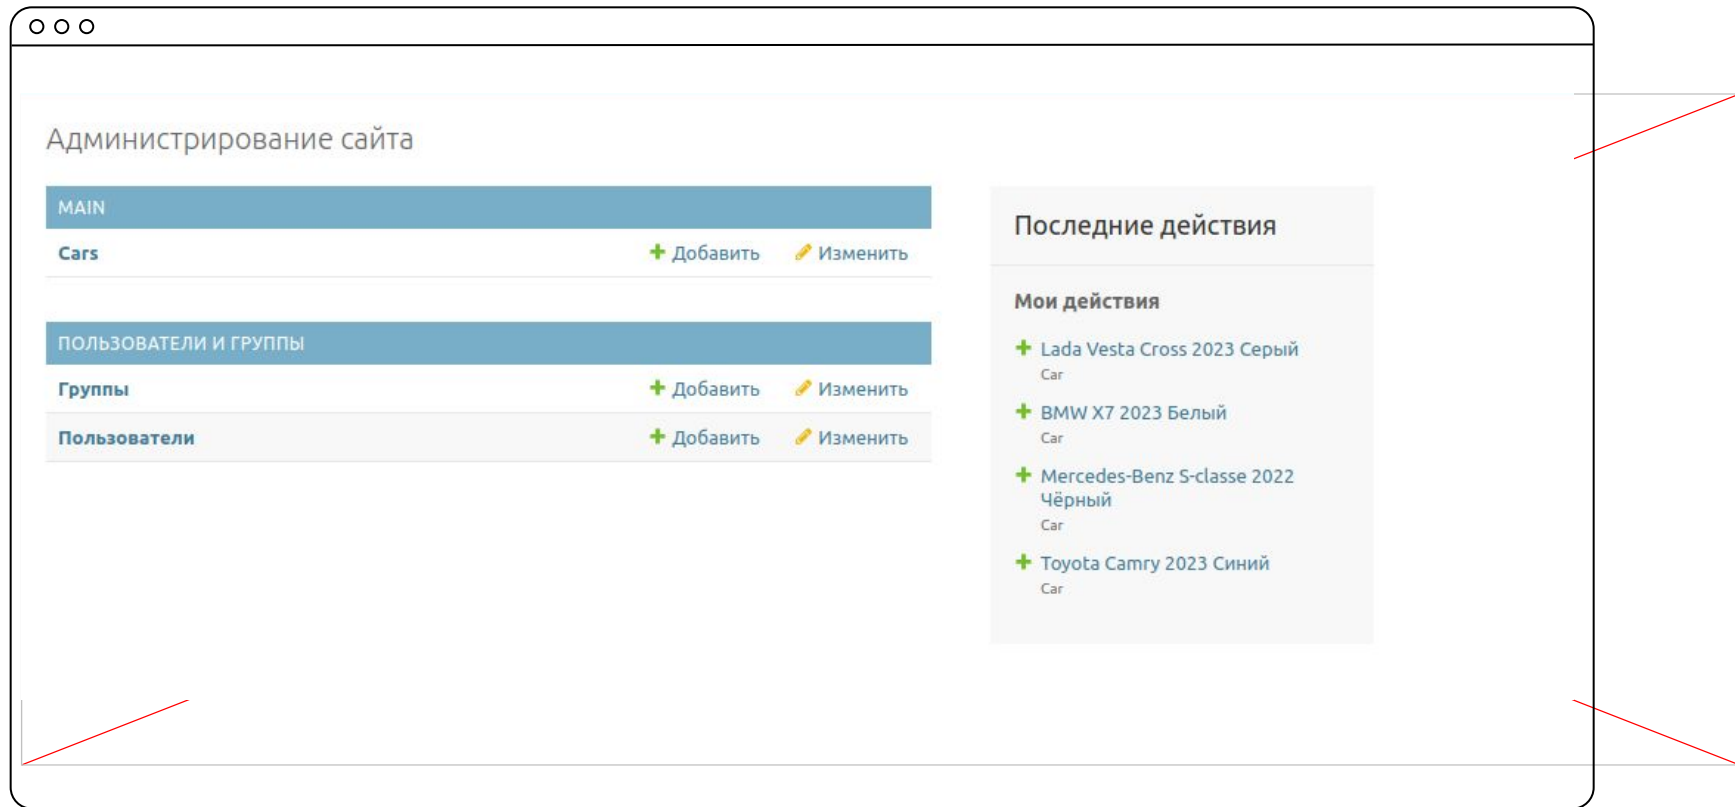 Администрирование сайта
MAIN
Cars Добавить Изменить
ПОЛЬЗОВАТЕЛИ И ГРУППЫ
Группы Добавить Изменить
Пользователи Добавить Изменить
Последние действия
Мои действия
Lada Vesta Cross 2023 Серый
Car
BMW X7 2023 Белый
Car
Mercedes-Benz S-classe 2022
Чёрный
Car
Toyota Camry 2023 Синий
Car